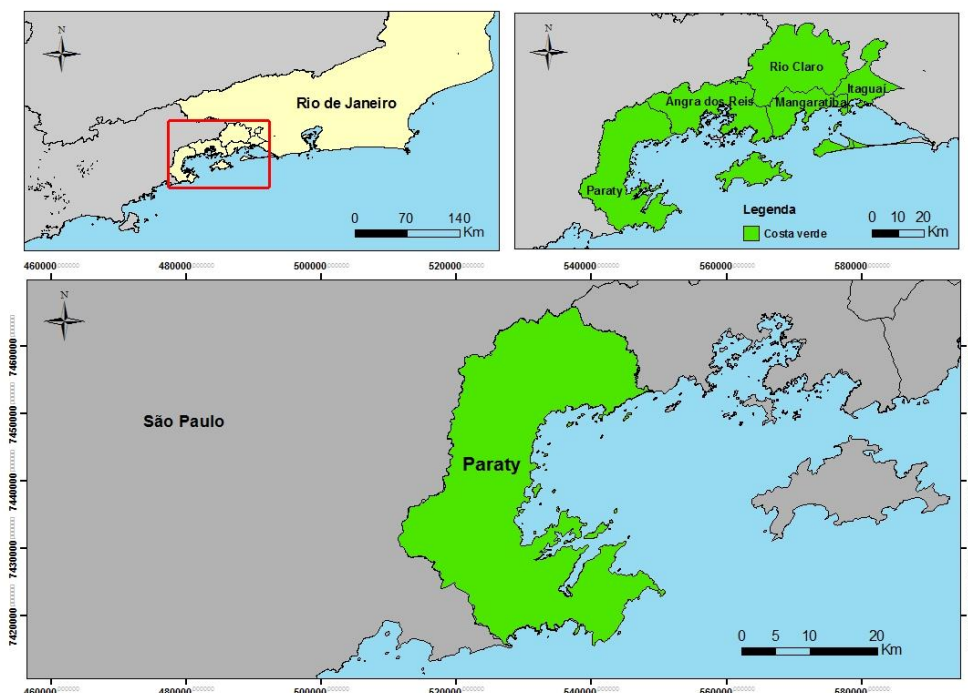 N
Rio de Janeiro
0 70 140
Km
N
Rio Claro
Itaguaí
Angra dos Reis
Mangaratiba
Paraty
Legenda
Costa verde
0 10 20
Km
460000 480000 500000 520000 540000 560000 580000
N
São Paulo
Paraty
7460000
7460000
7450000
7440000
7430000
7420000
0 5 10 20
Km
460000 480000 500000 520000 540000 560000 580000